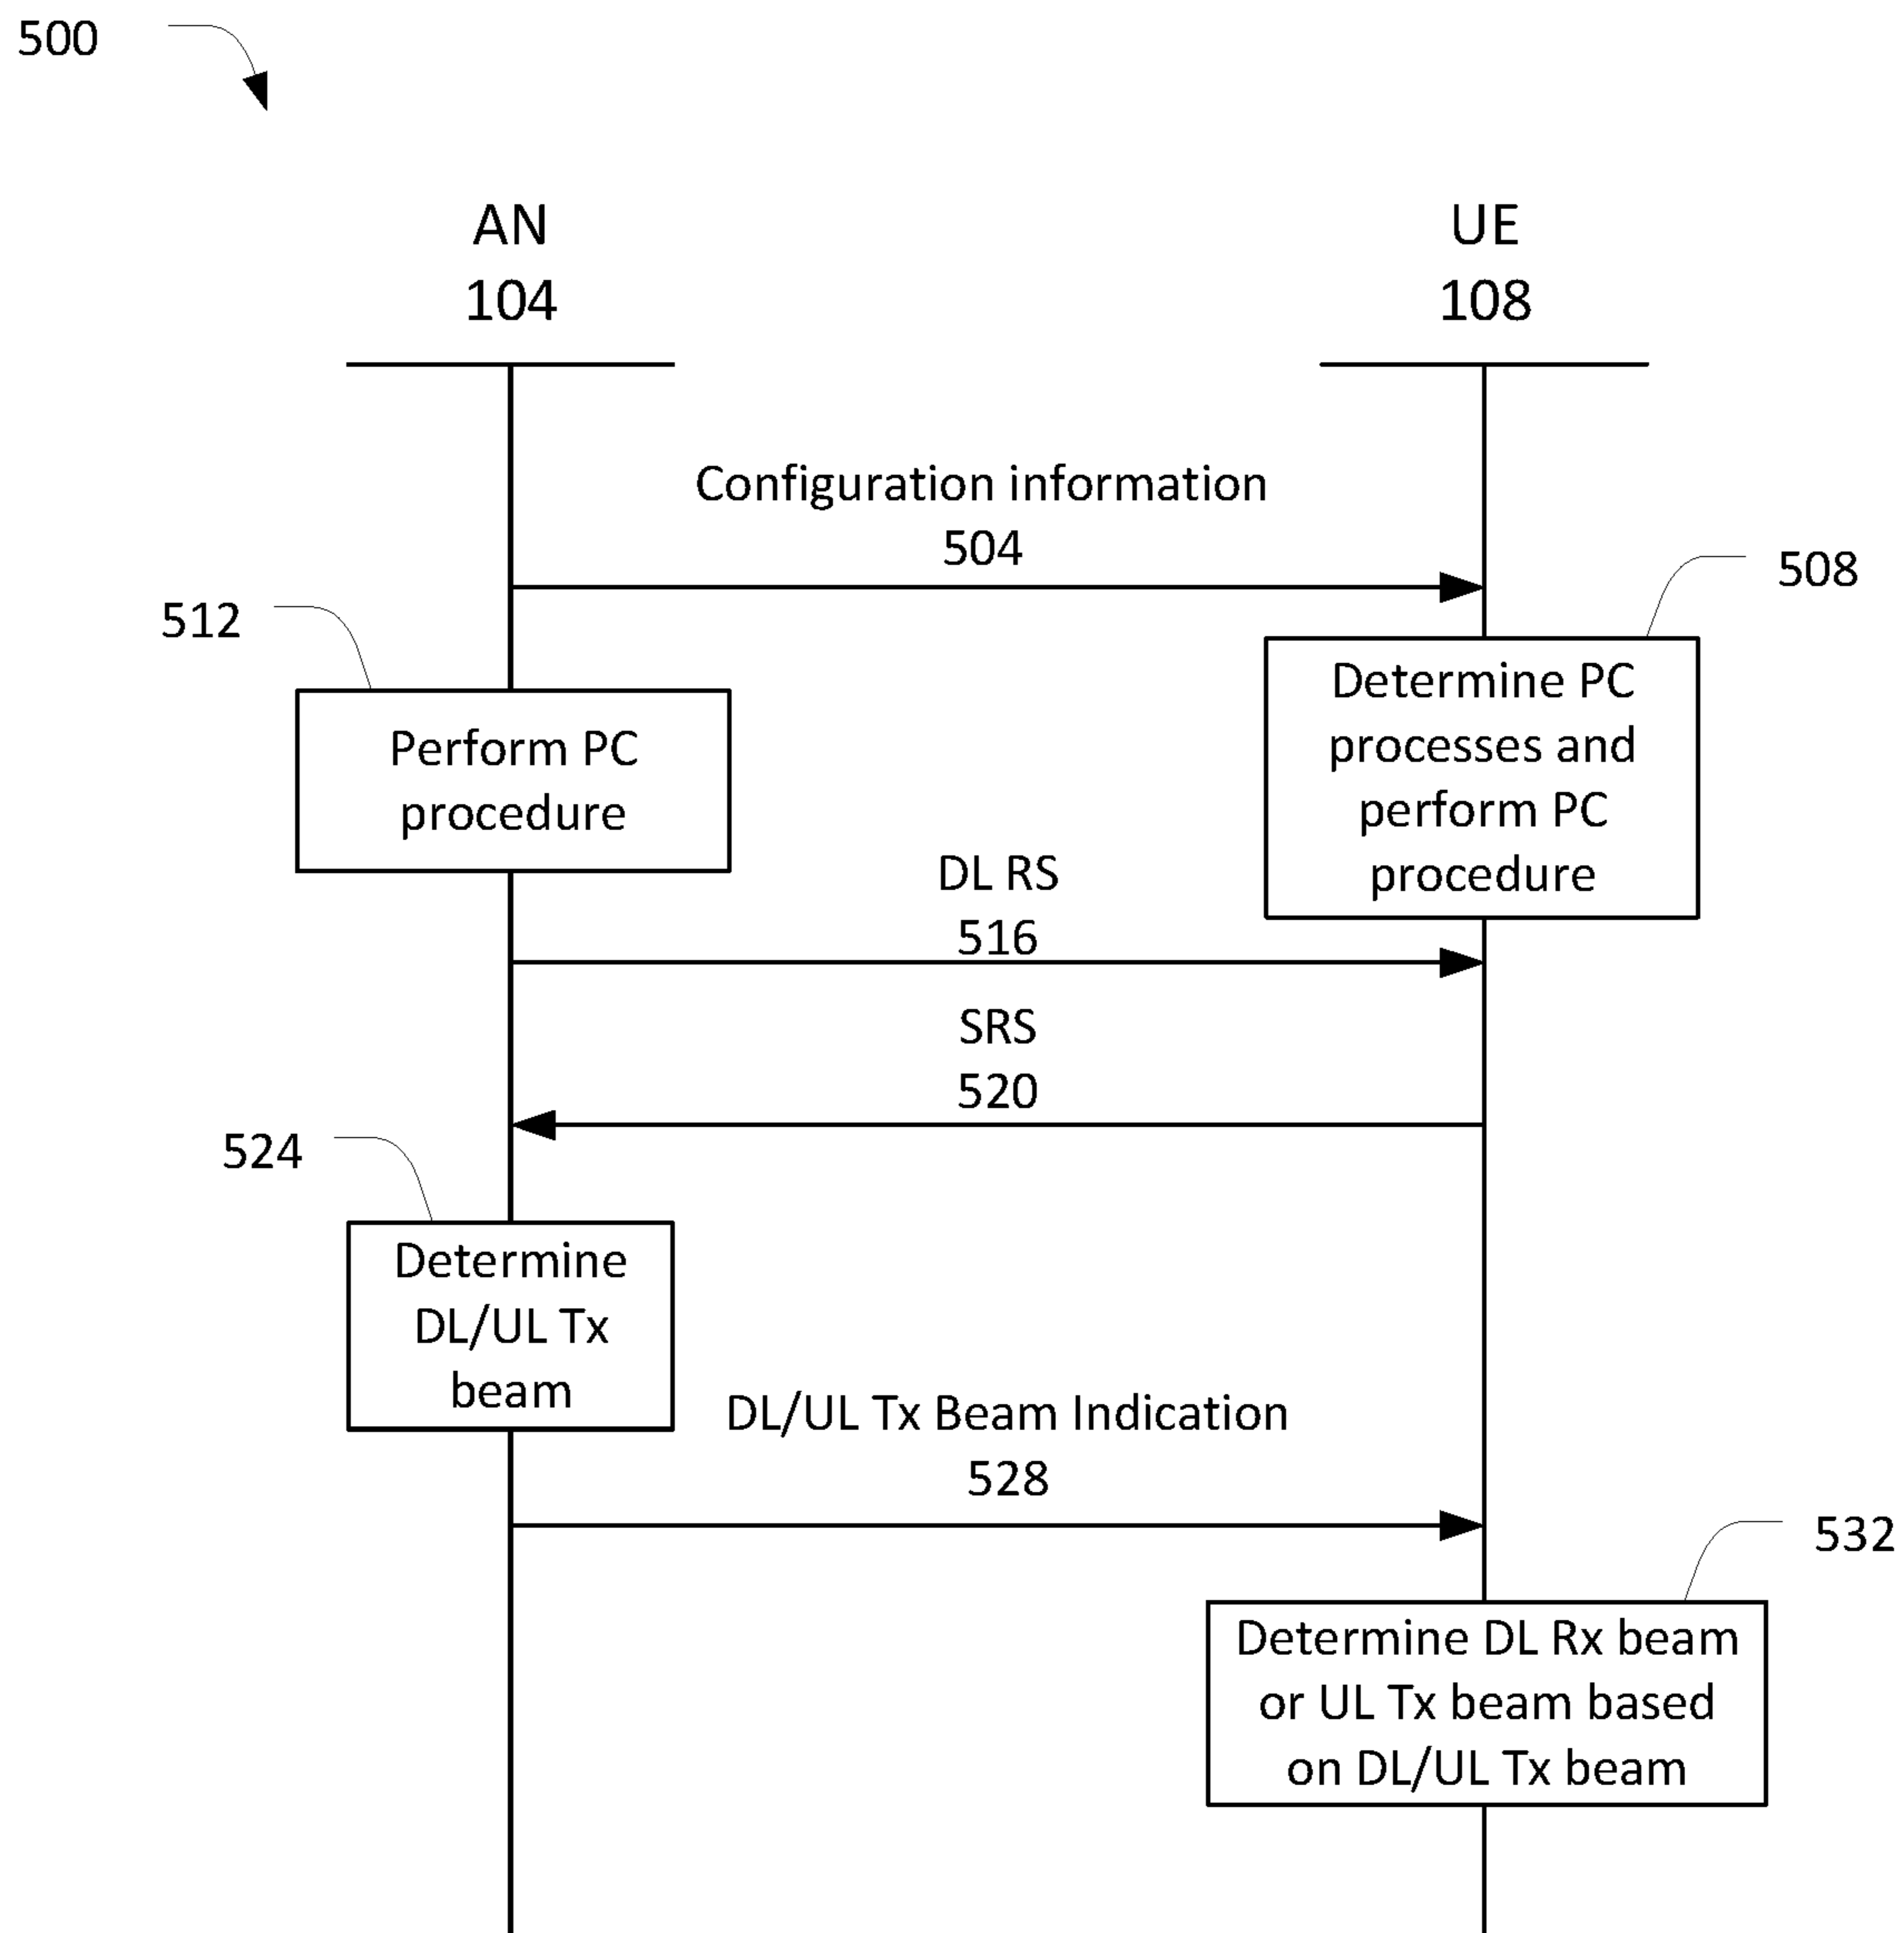 500
AN
104
UE
108
Configuration information
504
508
512
Determine PC
processes and
perform PC
procedure
Perform PC
procedure
DL RS
516
SRS
520
524
Determine
DL/UL Tx
beam
DL/UL Tx Beam Indication
528
532
Determine DL Rx beam
or UL Tx beam based
on DL/UL Tx beam